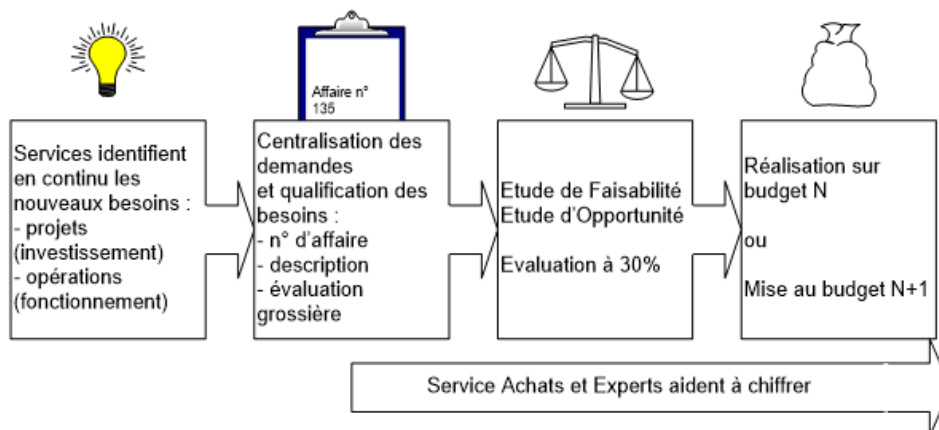 Affaire n°
135
Services identifient
en continu les
nouveaux besoins :
- projets
(investissement)
- opérations
(fonctionnement)
Centralisation des
demandes
et qualification des
besoins :
- n° d'affaire
- description
- évaluation
grossière
Etude de Faisabilité
Etude d'Opportunité
Evaluation à 30%
Réalisation sur
budget N
ou
Mise au budget N+1
Service Achats et Experts aident à chiffrer